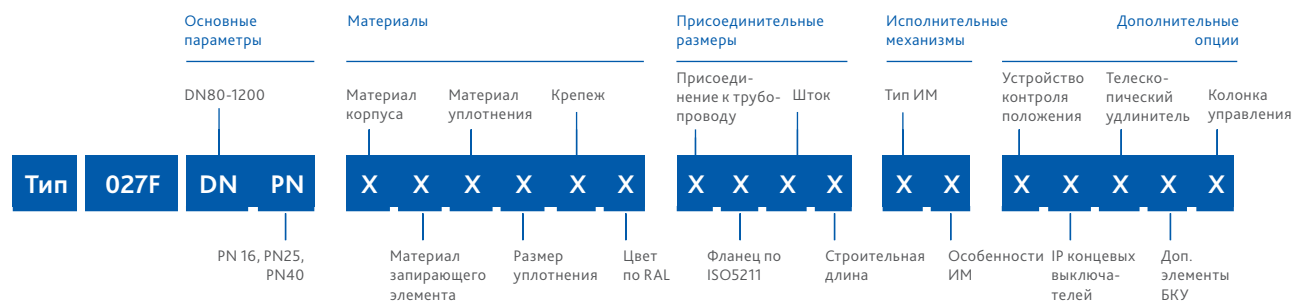 Основные
параметры
Материалы
Присоединительные
размеры
Исполнительные
механизмы
Дополнительные
опции
DN80-1200
Материал
корпуса
Материал
уплотнения
Крепеж
Присоеди-
нение к трубо-
проводу
Шток
Тип ИМ
Устройство
контроля
положения
Телеско-
пический
удлинитель
Колонка
управления
Тип 027F DN PN X X X X X X X X X X X X X X X X X
PN 16, PN25,
PN40
Материал
запирающего
элемента
Размер
уплотнения
Цвет
по RAL
Фланец по
ISO5211
Строительная
длина
Особенности
ИМ
IP концевых
выключа-
телей
Доп.
элементы
БКУ